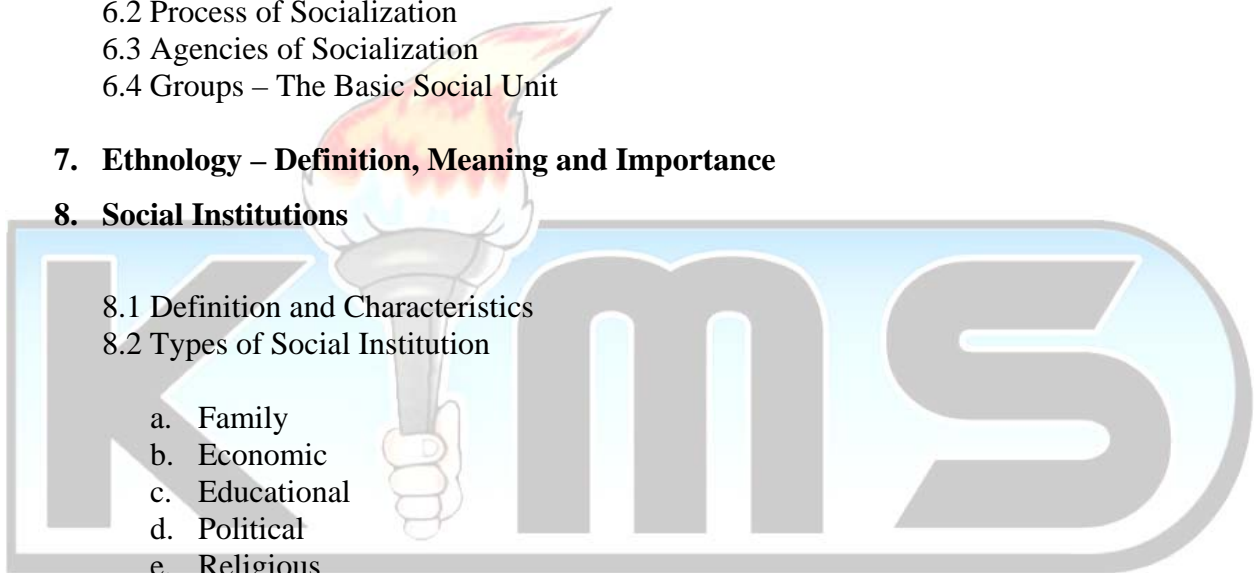 6.2 Process of Socialization
6.3 Agencies of Socialization
6.4 Groups – The Basic Social Unit
7. Ethnology – Definition, Meaning and Importance
8. Social Institutions
8.1 Definition and Characteristics
8.2 Types of Social Institution
a. Family
b. Economic
c. Educational
d. Political
e. Religious
KIMS